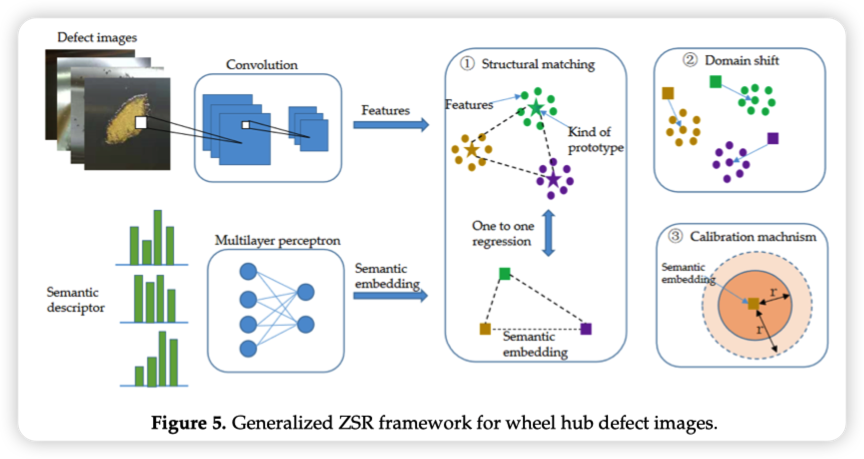 Defect images
Convolution
Features
① Structural matching
Features
Kind of
prototype
② Domain shift
Semantic
descriptor
Multilayer perceptron
Semantic
embedding
One to one
regression
Semantic
embedding
③ Calibration machnism
Semantic
embedding
r
r
Figure 5. Generalized ZSR framework for wheel hub defect images.